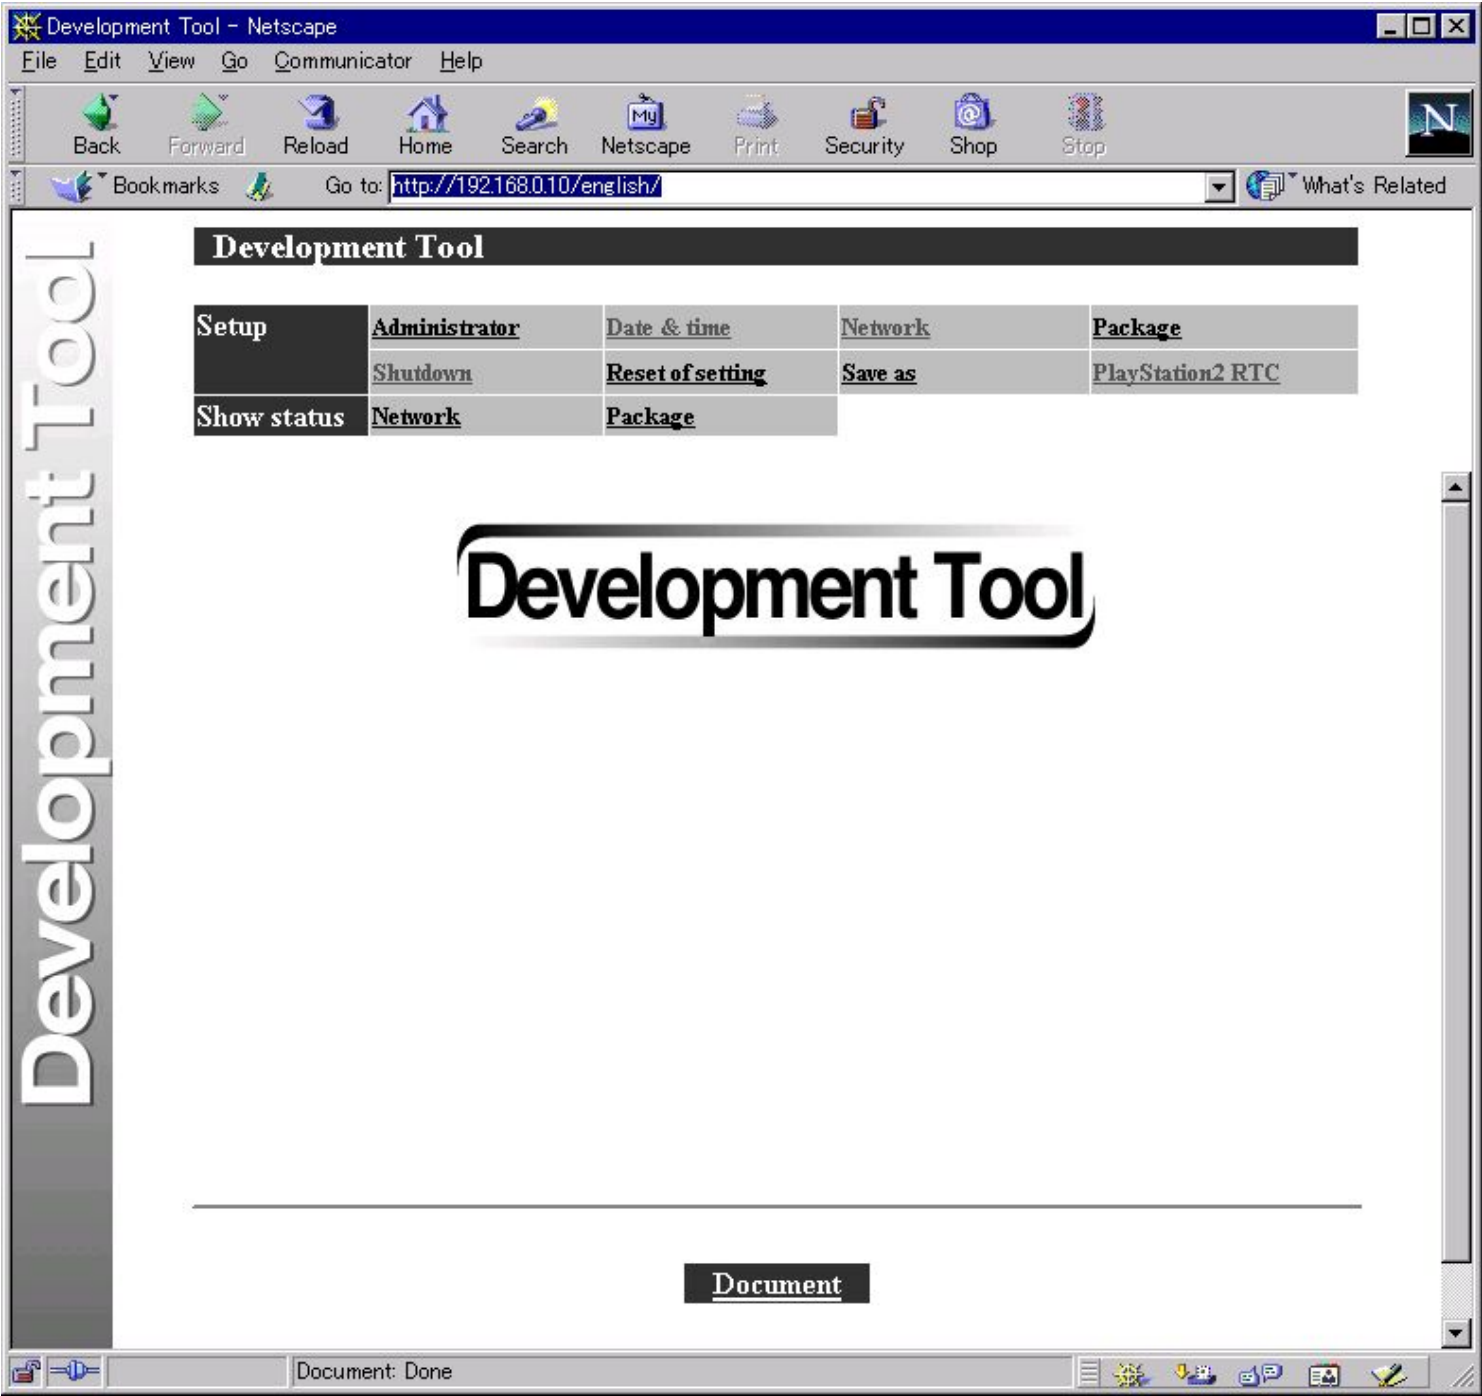 Development Tool - Netscape
File Edit View Go Communicator Help
My N
Back Forward Reload Home Search Netscape Print Security Shop Stop
Bookmarks Go to: http://192.168.0.10/english/ What's Related
Development Tool
Setup Administrator Date & time Network Package
Shutdown Reset of setting Save as PlayStation2 RTC
Show status Network Package
Development Tool
Development Tool
Document
Document: Done